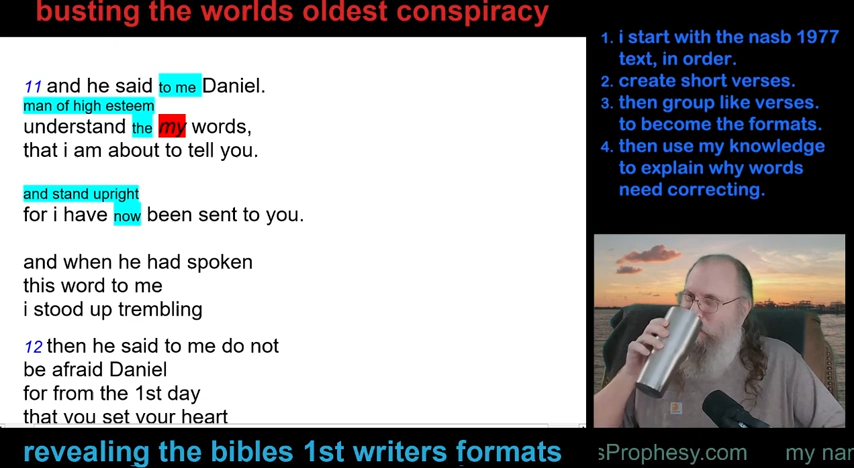 busting the worlds oldest conspiracy
11 and he said to me Daniel.
man of high esteem
understand the my words,
that i am about to tell you.
and stand upright
for i have now been sent to you.
and when he had spoken
this word to me
i stood up trembling
12 then he said to me do not
be afraid Daniel
for from the 1st day
that you set your heart
1. i start with the nasb 1977
text, in order.
2. create short verses.
3. then group like verses.
to become the formats.
4. then use my knowledge
to explain why words
need correcting.
revealing the bibles 1st writers formats
sProphesy.com my nar